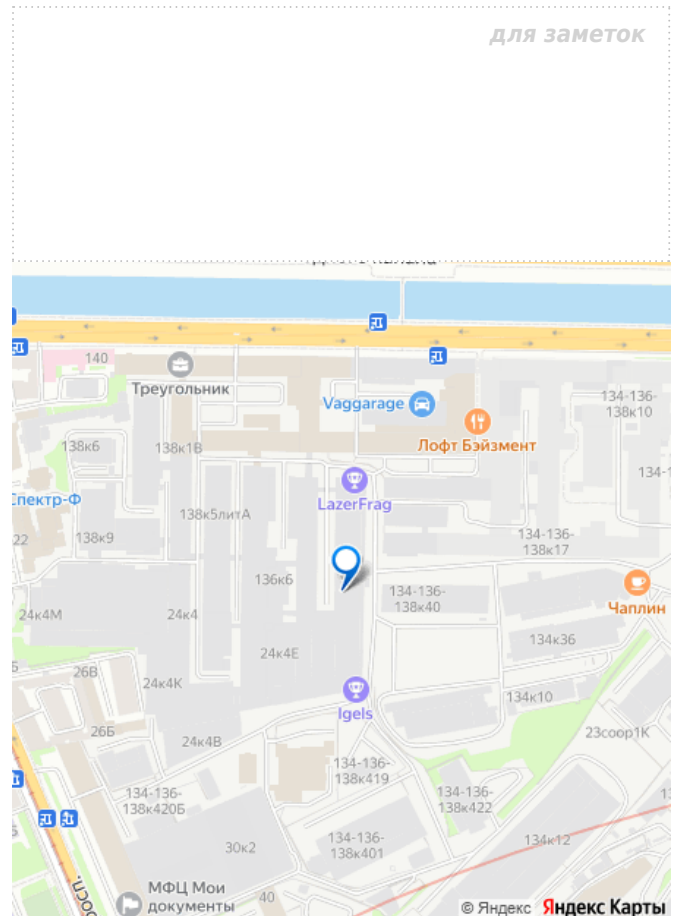 для заметок
140
Треугольник
Vaggarage
134-136-
138к10
Лофт Бэйзмент
138к6
138к1В
LazerFrag
134-1
Спектр-Ф
138к5литА
22
138к9
134-136-
138к17
136к6
134-136-
138к40
Чаплин
24к4М
24к4
134к36
24к4Е
26В
24к4К
Igels
134к10
26Б
24к4В
23соор1К
134-136-
138к419
134-136-
138к420Б
134-136-
138к422
134-136-
138к401
134к12
30к2
МФЦ Мои
документы
40
© Яндекс Яндекс Карты